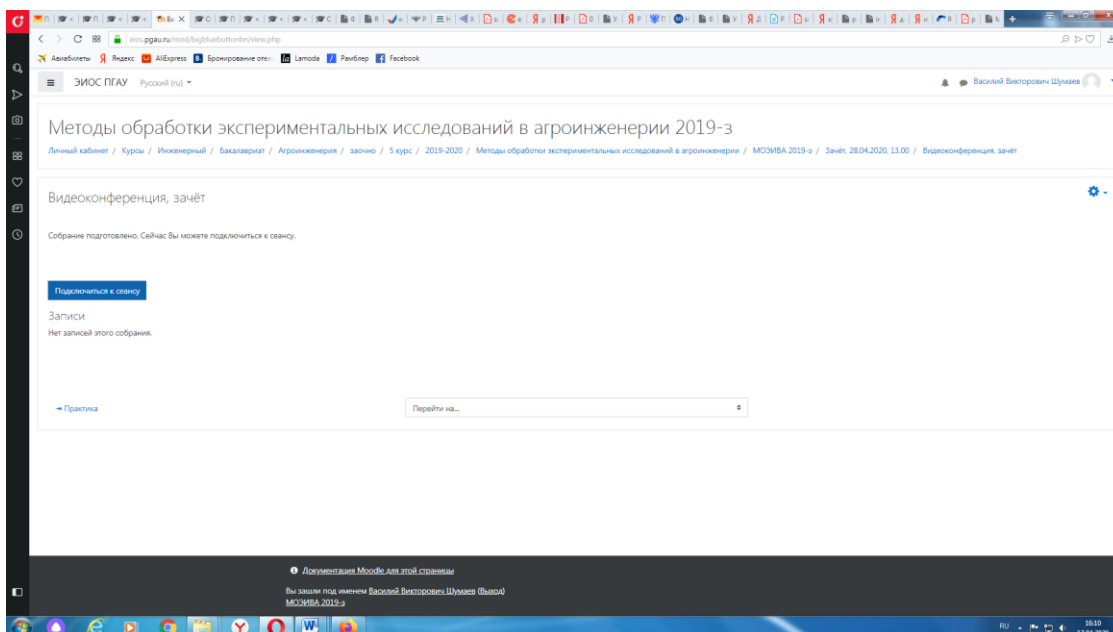 eios.pgau.ru/mod/bigbluebuttonbn/view.php
Авиабилеты Яндекс AliExpress Бронирование отел Lamoda Рамблер Facebook
ЭИОС ПГАУ Русский (ru) Василий Викторович Шумаев
Методы обработки экспериментальных исследований в агроинженерии 2019-з
Личный кабинет / Курсы / Инженерный / Бакалавриат / Агроинженерия / заочно / 5 курс / 2019-2020 / Методы обработки экспериментальных исследований в агроинженерии / МОЭИВА 2019-з / Зачёт, 28.04.2020, 13.00 / Видеоконференция, зачёт
Видеоконференция, зачёт
Собрание подготовлено. Сейчас Вы можете подключиться к сеансу.
Подключиться к сеансу
Записи
Нет записей этого собрания.
Практика Перейти на...
Документация Moodle для этой страницы
Вы зашли под именем Василий Викторович Шумаев (Выход)
МОЭИВА 2019-з
RU 16:10